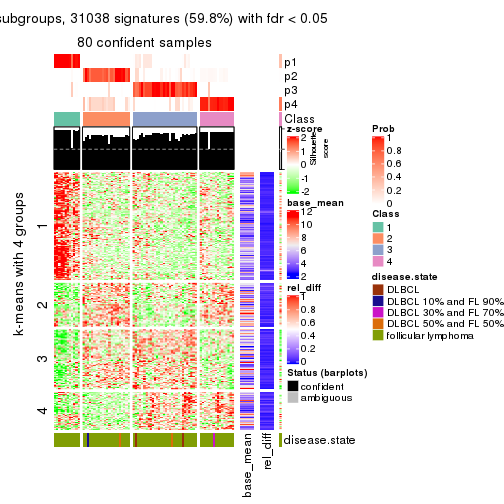 subgroups, 31038 signatures (59.8%) with fdr < 0.05
80 confident samples
p1
p2
p3
p4
Class
Silhouette score
k-means with 4 groups
1
2
3
4
base_mean
rel_diff
disease.state
z-score
2
1
0
-1
-2
base_mean
12
10
8
6
4
2
rel_diff
1
0.8
0.6
0.4
0.2
0
Status (barplots)
confident
ambiguous
Prob
1
0.8
0.6
0.4
0.2
0
Class
1
2
3
4
disease.state
DLBCL
DLBCL 10% and FL 90%
DLBCL 30% and FL 70%
DLBCL 50% and FL 50%
follicular lymphoma